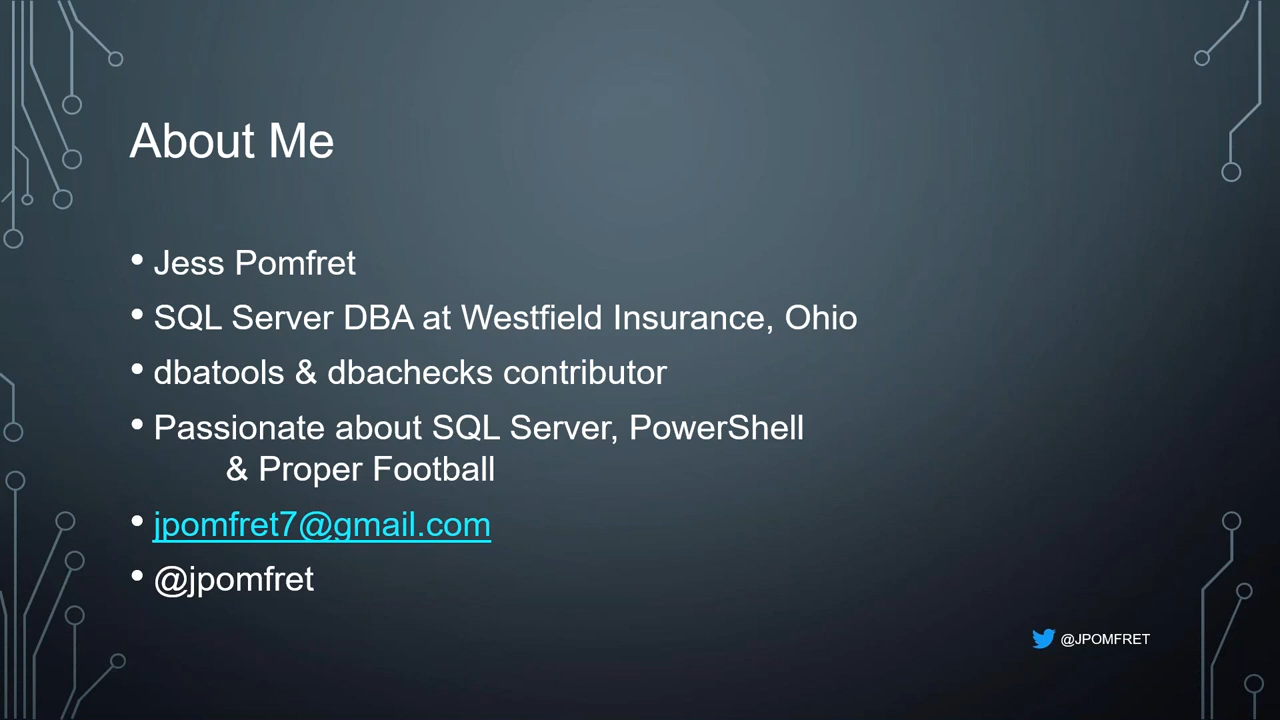 About Me
• Jess Pomfret
• SQL Server DBA at Westfield Insurance, Ohio
• dbatools & dbachecks contributor
• Passionate about SQL Server, PowerShell
& Proper Football
• jpomfret7@gmail.com
• @jpomfret
@JPOMFRET